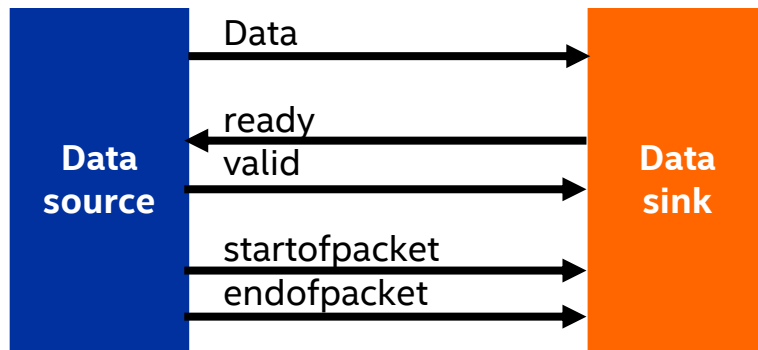 Data
ready
valid
Data
source
Data
sink
startofpacket
endofpacket